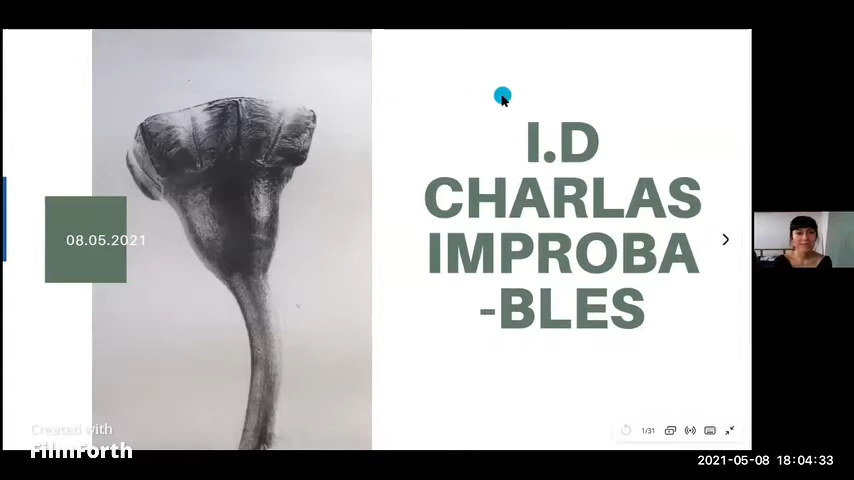 I.D
CHARLAS
IMPROBA
-BLES
08.05.2021
1/31
Created with
FilmForth
2021-05-08 18:04:33